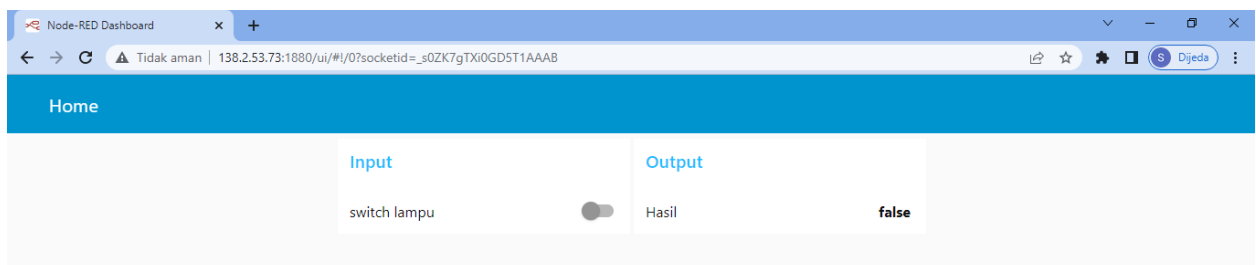 Node-RED Dashboard
Tidak aman | 138.2.53.73:1880/ui/#!/0?socketid=_s0ZK7gTXi0GD5T1AAAB
S Dijeda
Home
Input
switch lampu
Output
Hasil false